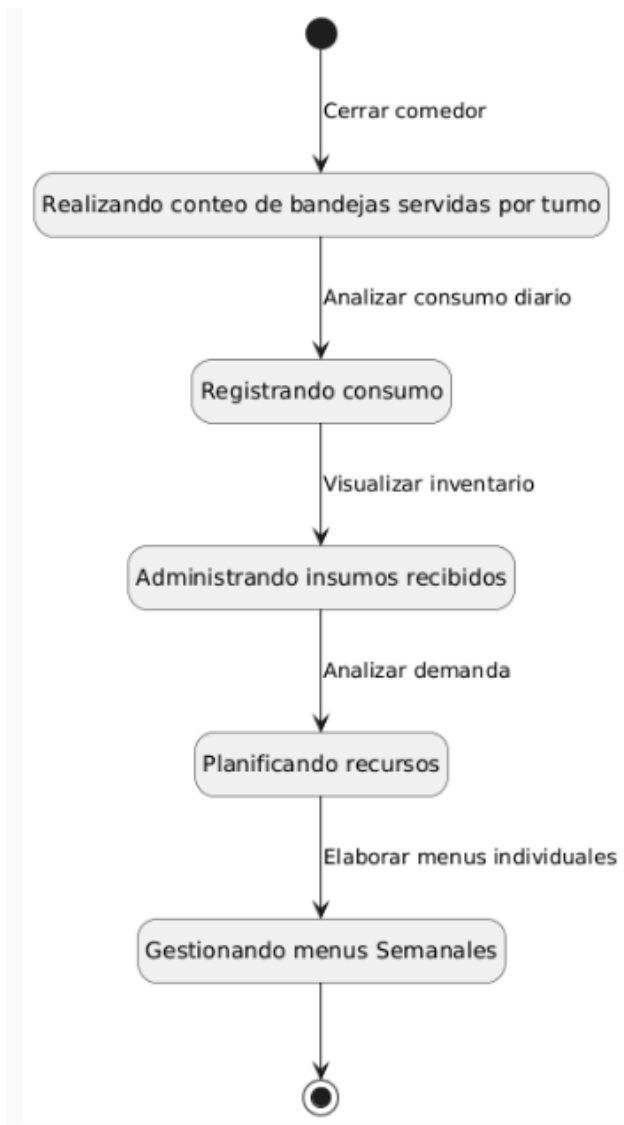 Cerrar comedor
Realizando conteo de bandejas servidas por turno
Analizar consumo diario
Registrando consumo
Visualizar inventario
Administrando insumos recibidos
Analizar demanda
Planificando recursos
Elaborar menus individuales
Gestionando menus Semanales